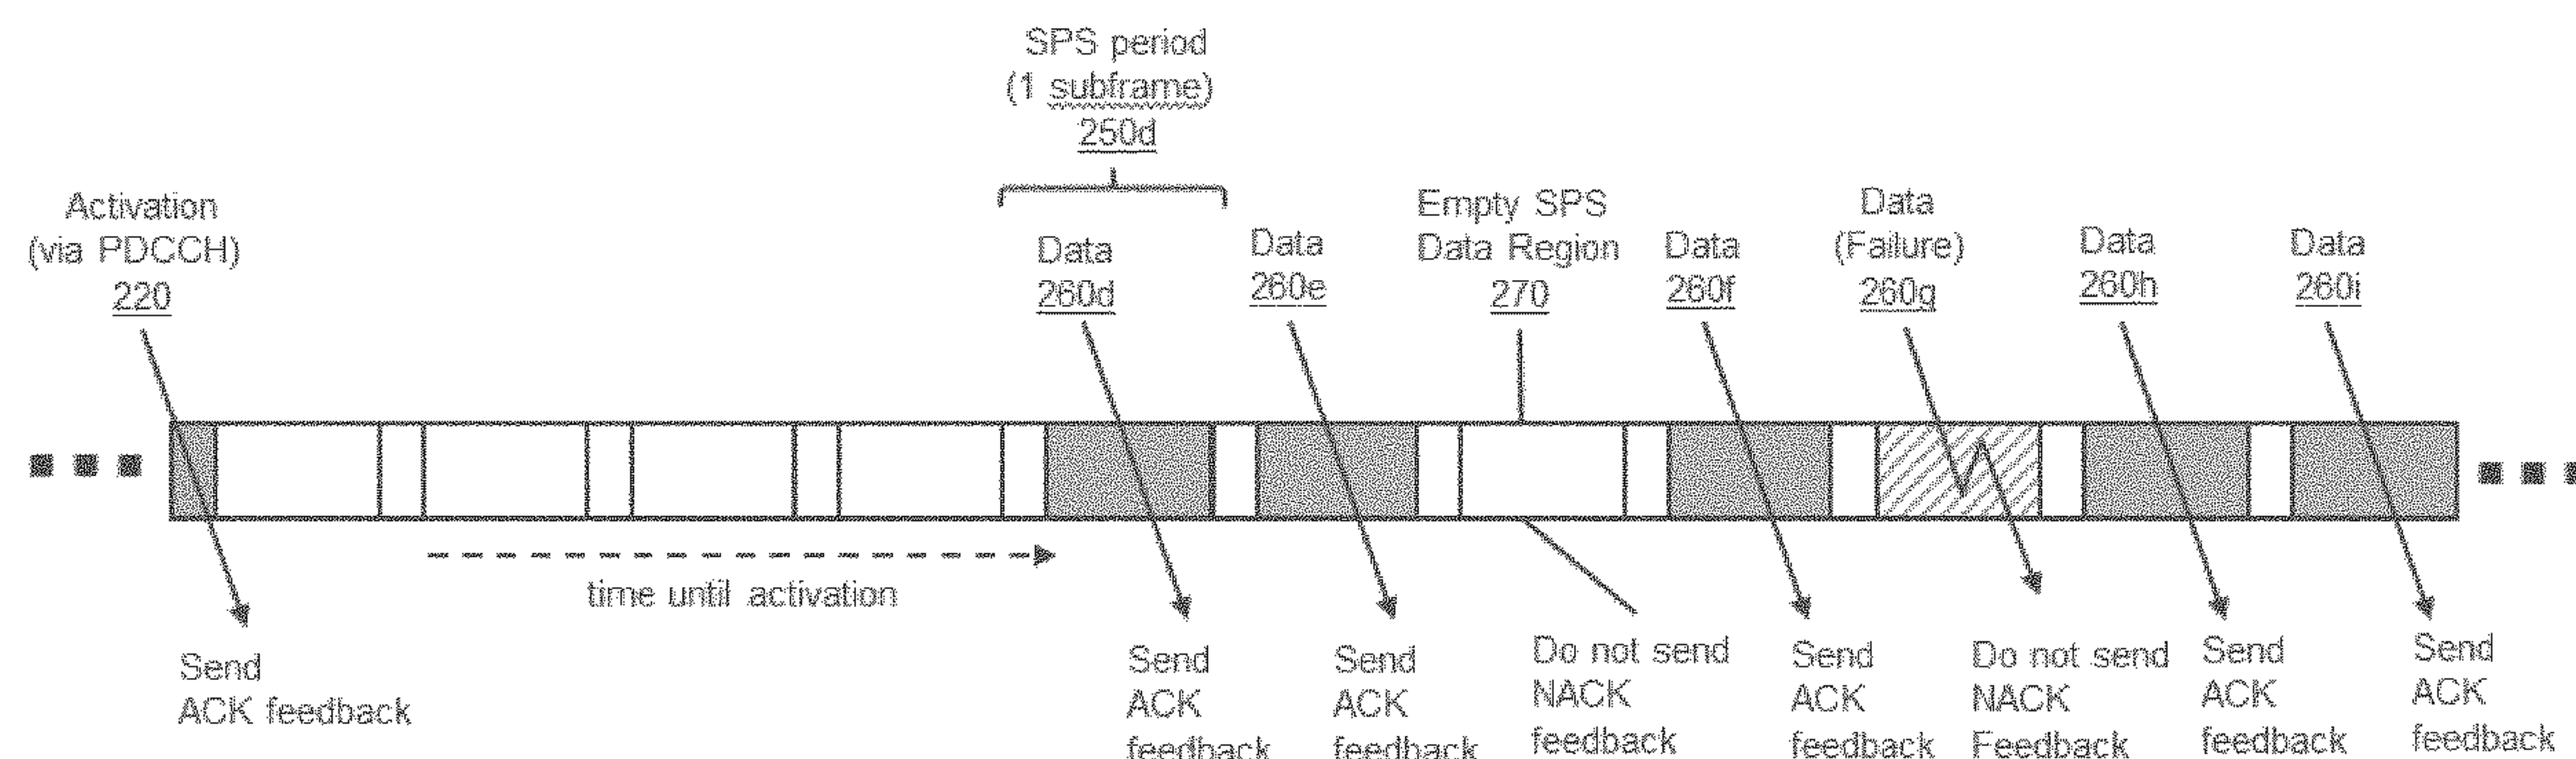 SPS period
(1 subframe)
250d
Activation
(via PDCCH)
220
Data
260d
Data
260e
Empty SPS
Data Region
270
Data
260f
Data
(Failure)
260g
Data
260h
Data
260i
time until activation
Send
ACK feedback
Send
ACK
feedback
Send
ACK
feedback
Do not send
NACK
feedback
Send
ACK
feedback
Do not send
NACK
Feedback
Send
ACK
feedback
Send
ACK
feedback